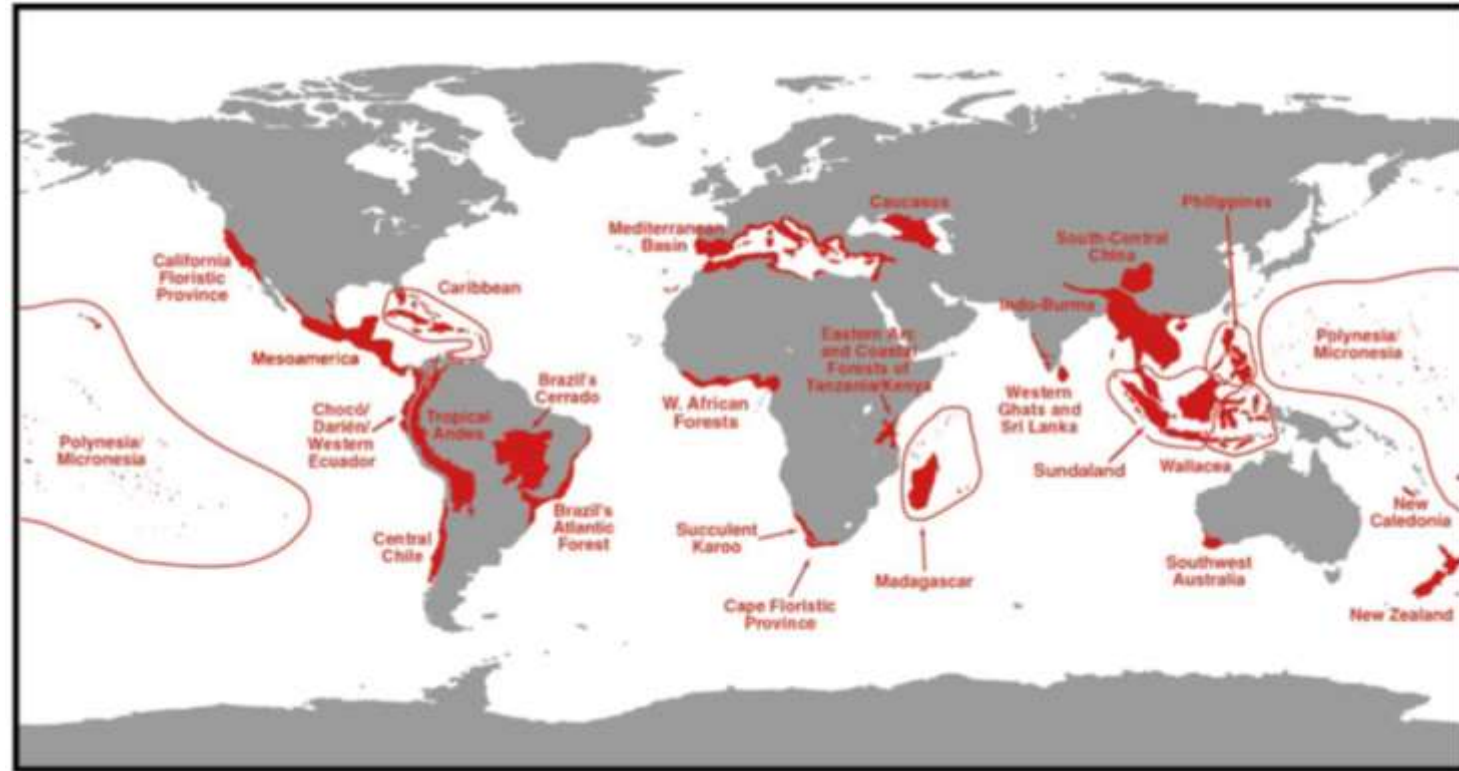 Philippines
Caucasus
Mediterranean
Basin
South-Central
China
California
Floristic
Province
Caribbean
Indo-Burma
Polynesia/
Micronesia
Mesoamerica
Eastern Arc
and Coastal
Forests of
Tanzania/Kenya
Brazil's
Cerrado
W. African
Forests
Western
Ghats and
Sri Lanka
Chocó/
Darién/
Western
Ecuador
Tropical
Andes
Polynesia/
Micronesia
Sundaland
Wallacea
New
Caledonia
Brazil's
Atlantic
Forest
Central
Chile
Succulent
Karoo
Madagascar
Southwest
Australia
Cape Floristic
Province
New Zealand